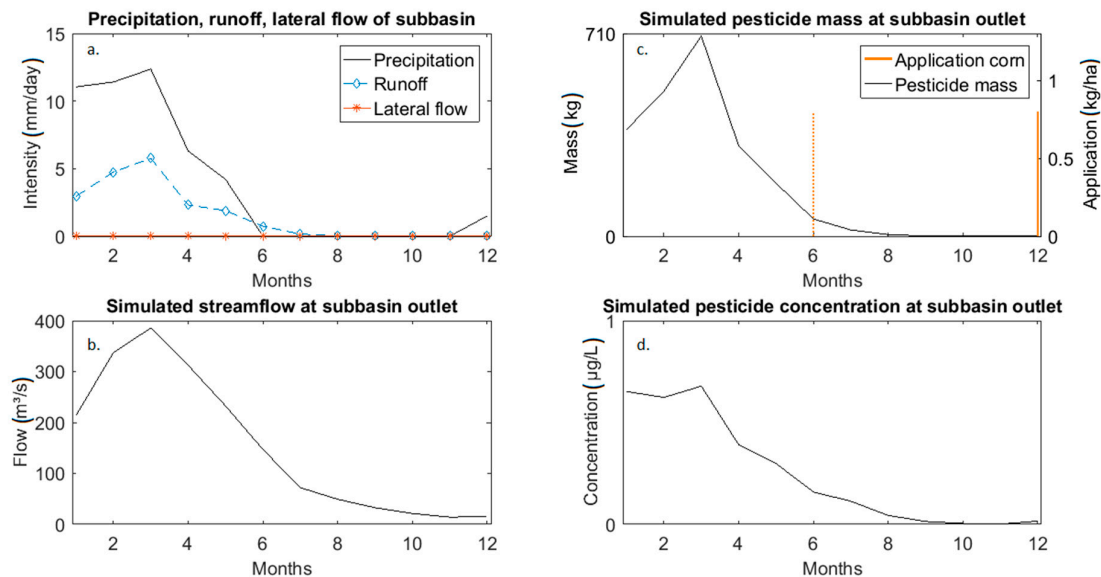 Precipitation, runoff, lateral flow of subbasin
a.
Precipitation
Runoff
Lateral flow
15
10
5
0
Intensity (mm/day)
2 4 6 8 10 12
Months
Simulated pesticide mass at subbasin outlet
c.
Application corn
Pesticide mass
710
0
Mass (kg)
1
0.5
0
Application (kg/ha)
2 4 6 8 10 12
Months
Simulated streamflow at subbasin outlet
b.
400
300
200
100
0
Flow (m³/s)
2 4 6 8 10 12
Months
Simulated pesticide concentration at subbasin outlet
d.
1
0
Concentration (µg/L)
2 4 6 8 10 12
Months